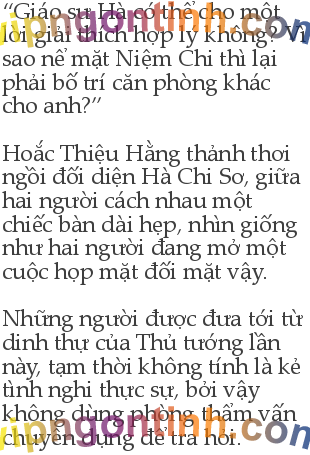 “Giáo sư Hà có thể cho một
lời giải thích hợp lý không? Vì
sao nể mặt Niệm Chi thì lại
phải bố trí căn phòng khác
cho anh?”
Hoắc Thiệu Hằng thảnh thơi
ngồi đối diện Hà Chi Sơ, giữa
hai người cách nhau một
chiếc bàn dài hẹp, nhìn giống
như hai người đang mở một
cuộc họp mặt đối mặt vậy.
Những người được đưa tới từ
dinh thự của Thủ tướng lần
này, tạm thời không tính là kẻ
tình nghi thực sự, bởi vậy
không dùng phòng thẩm vấn
chuyên dụng để tra hỏi.
vipngontinh.com
vipngontinh.com